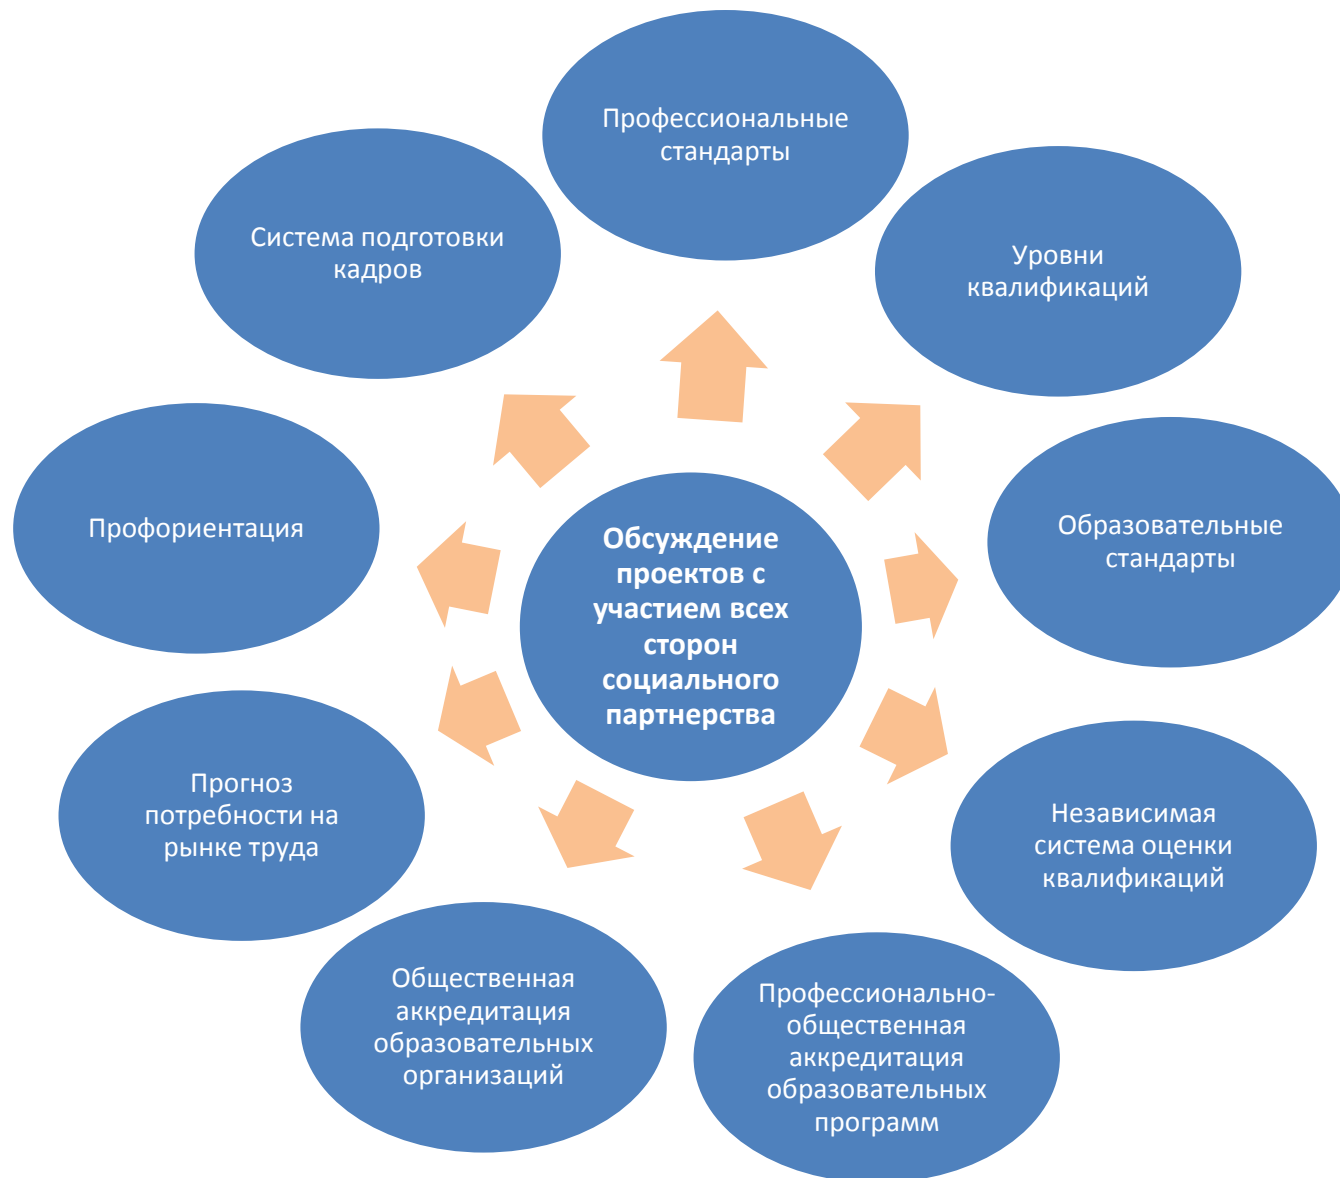 Профессиональные
стандарты
Уровни
квалификаций
Образовательные
стандарты
Независимая
система оценки
квалификаций
Профессионально-
общественная
аккредитация
образовательных
программ
Общественная
аккредитация
образовательных
организаций
Прогноз
потребности на
рынке труда
Профориентация
Система подготовки
кадров
Обсуждение
проектов с
участием всех
сторон
социального
партнерства